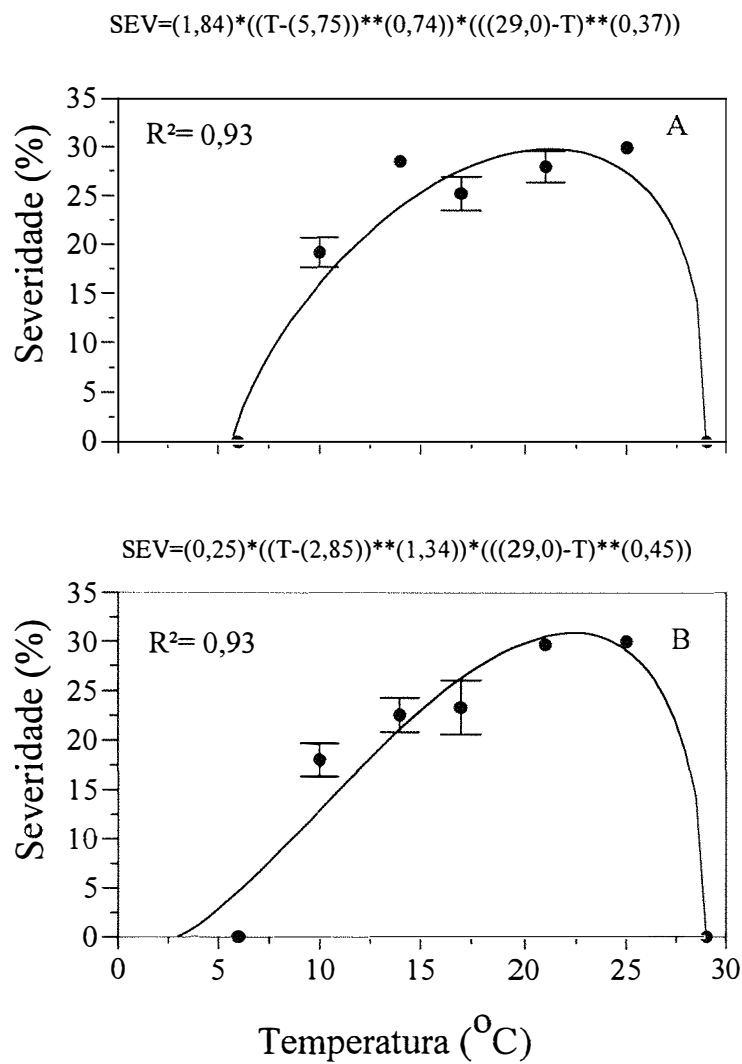 SEV=(1,84)*((T-(5,75))**(0,74))*(((29,0)-T)**(0,37))
35
30
25
20
15
10
5
0
Severidade (%)
R²= 0,93
A
SEV=(0,25)*((T-(2,85))**(1,34))*(((29,0)-T)**(0,45))
35
30
25
20
15
10
5
0
Severidade (%)
R²= 0,93
B
0 5 10 15 20 25 30
Temperatura (°C)